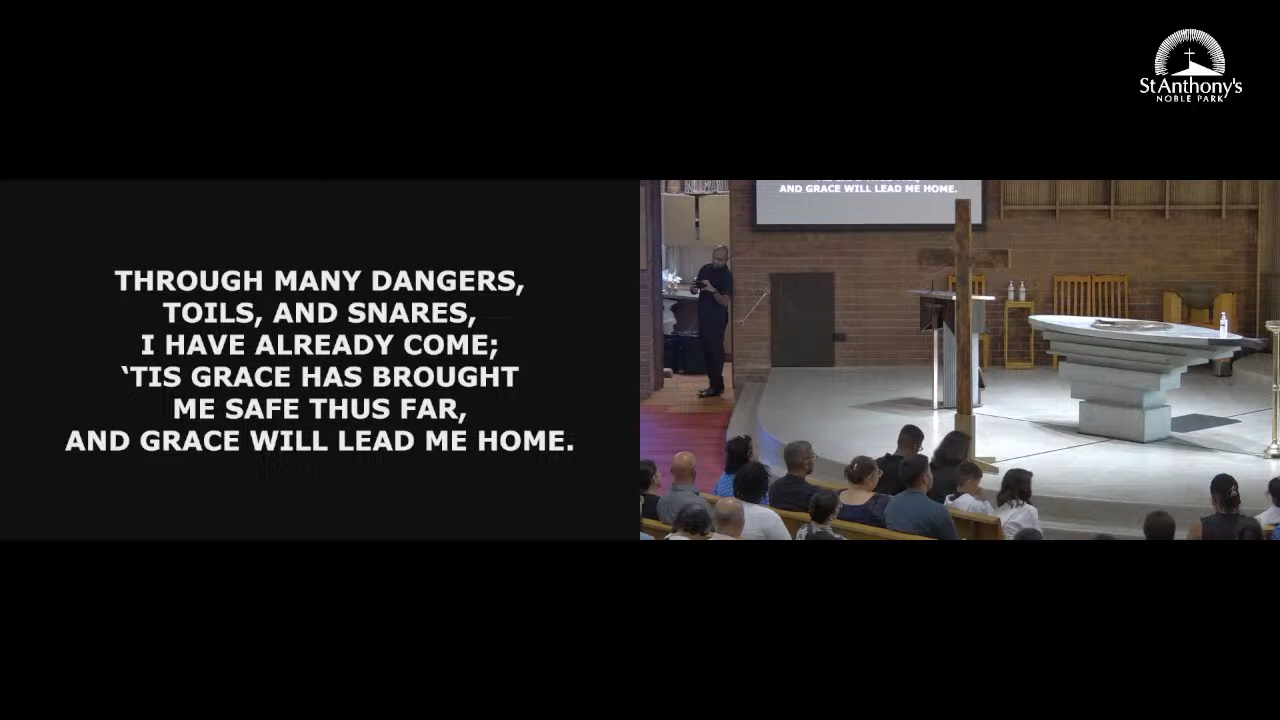 St Anthony's
NOBLE PARK
THROUGH MANY DANGERS,
TOILS, AND SNARES,
I HAVE ALREADY COME;
‘TIS GRACE HAS BROUGHT
ME SAFE THUS FAR,
AND GRACE WILL LEAD ME HOME.
AND GRACE WILL LEAD ME HOME.